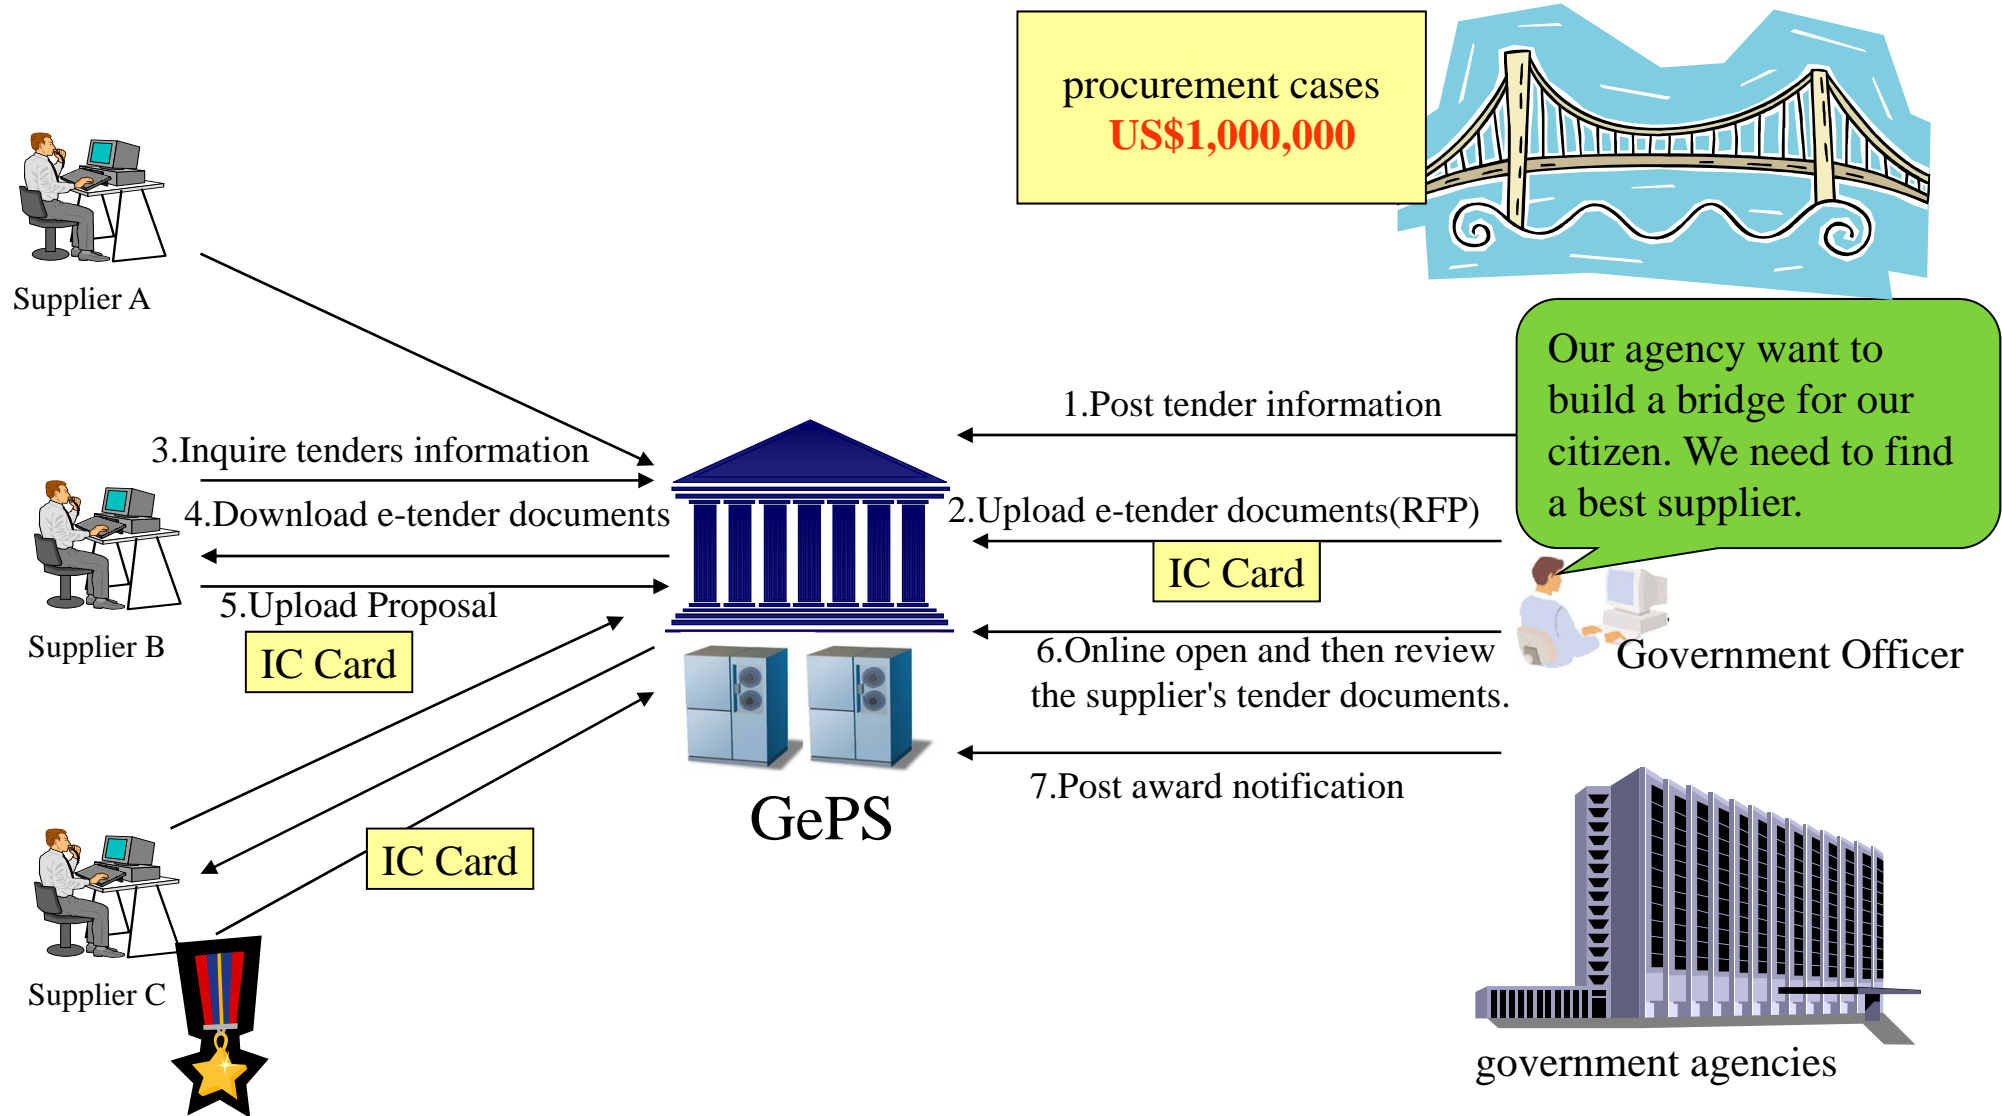 procurement cases
US$1,000,000
Supplier A
Our agency want to
build a bridge for our
citizen. We need to find
a best supplier.
1.Post tender information
3.Inquire tenders information
4.Download e-tender documents
2.Upload e-tender documents(RFP)
IC Card
5.Upload Proposal
Supplier B
IC Card
6.Online open and then review
the supplier's tender documents.
Government Officer
7.Post award notification
GePS
IC Card
Supplier C
government agencies